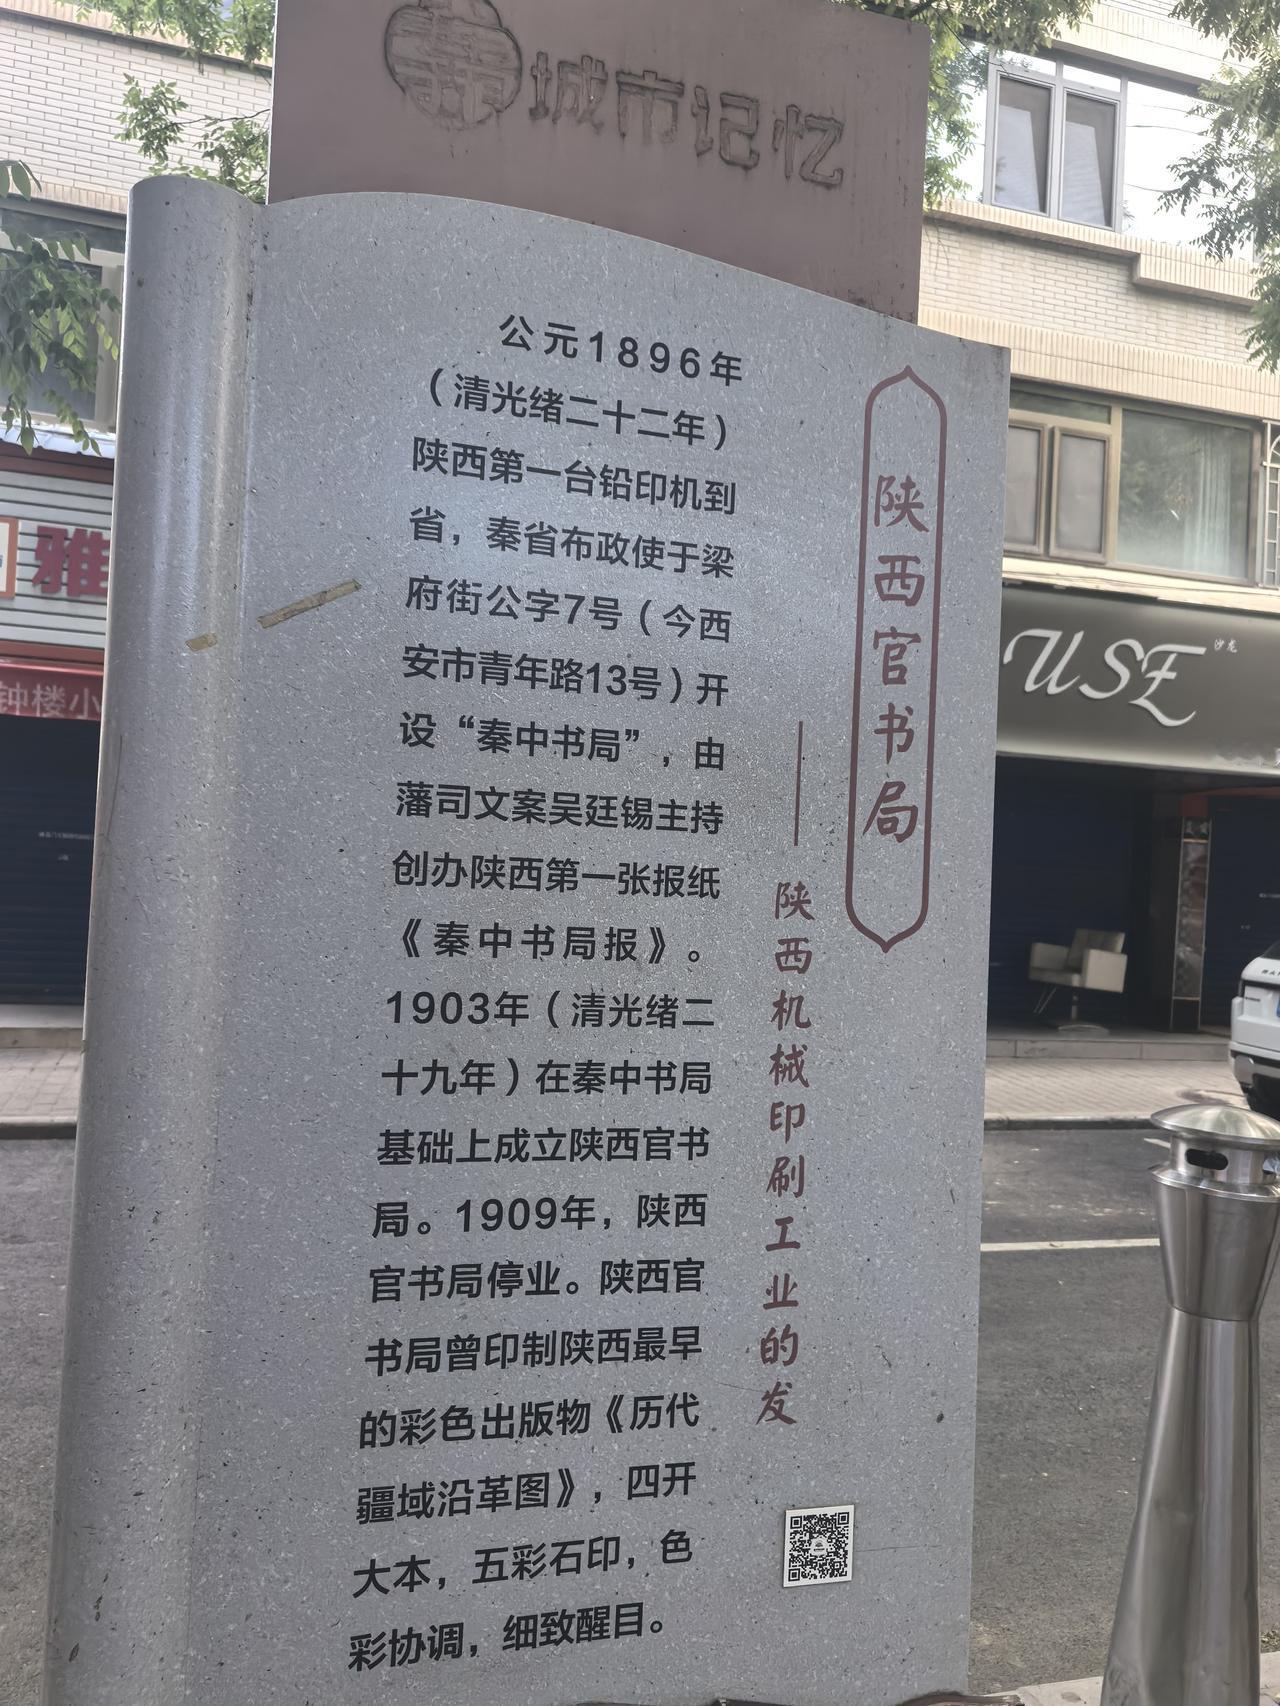 城市记忆
陕西官书局
——陕西机械印刷工业的发
公元1896年
（清光绪二十二年）
陕西第一台铅印机到
省，秦省布政使于梁
府街公字7号（今西
安市青年路13号）开
设“秦中书局”，由
藩司文案吴廷锡主持
创办陕西第一张报纸
《秦中书局报》。
1903年（清光绪二
十九年）在秦中书局
基础上成立陕西官书
局。1909年，陕西
官书局停业。陕西官
书局曾印制陕西最早
的彩色出版物《历代
疆域沿革图》，四开
大本，五彩石印，色
彩协调，细致醒目。
雅
钟楼小
USE
沙龙